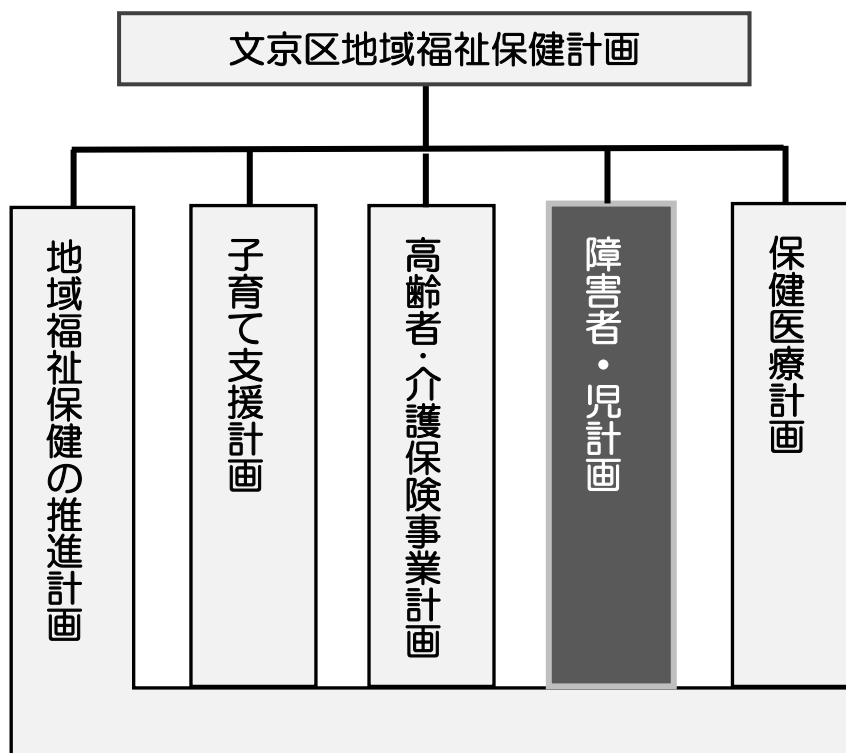 文京区地域福祉保健計画
地域福祉保健の推進計画
子育て支援計画
高齢者・介護保険事業計画
障害者・児計画
保健医療計画